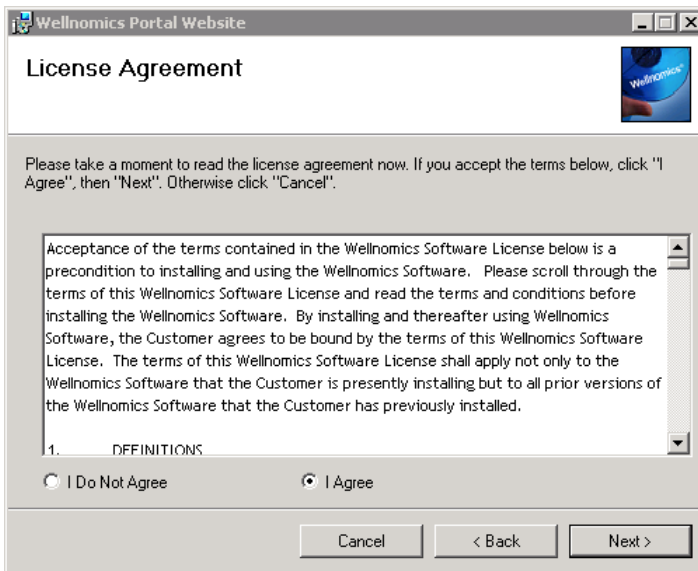 Wellnomics Portal Website
License Agreement
Wellnomics
Please take a moment to read the license agreement now. If you accept the terms below, click "I
Agree", then "Next". Otherwise click "Cancel".
Acceptance of the terms contained in the Wellnomics Software License below is a
precondition to installing and using the Wellnomics Software.   Please scroll through the
terms of this Wellnomics Software License and read the terms and conditions before
installing the Wellnomics Software.  By installing and thereafter using Wellnomics
Software, the Customer agrees to be bound by the terms of this Wellnomics Software
License.  The terms of this Wellnomics Software License shall apply not only to the
Wellnomics Software that the Customer is presently installing but to all prior versions of
the Wellnomics Software that the Customer has previously installed.
1.       DEFINITIONS
I Do Not Agree    I Agree
Cancel    < Back    Next >